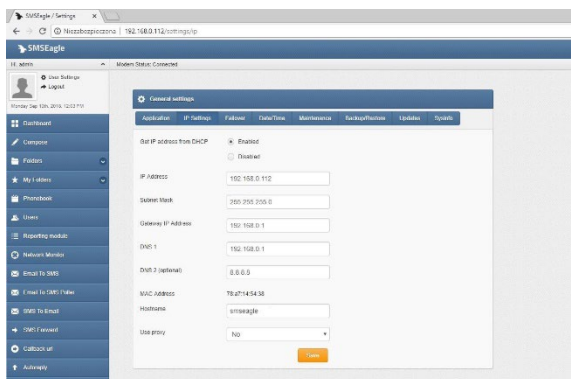 SMSEagle / Settings
Niezabezpieczona | 192.168.0.112/settings/ip
SMSEagle
Hi, admin
Modem Status: Connected
User Settings
Logout
Monday Sep 12th, 2016, 12:03 PM
General settings
Application IP Settings Failover Date/Time Maintenance Backup/Restore Updates Sysinfo
Dashboard
Compose
Folders
My Folders
Phonebook
Users
Reporting module
Network Monitor
Email To SMS
Email To SMS Poller
SMS To Email
SMS Forward
Callback url
Autoreply
Get IP address from DHCP
Enabled
Disabled
IP Address 192.168.0.112
Subnet Mask 255.255.255.0
Gateway IP Address 192.168.0.1
DNS 1 192.168.0.1
DNS 2 (optional)
MAC Address
Hostname smseagle
Use proxy No
Save